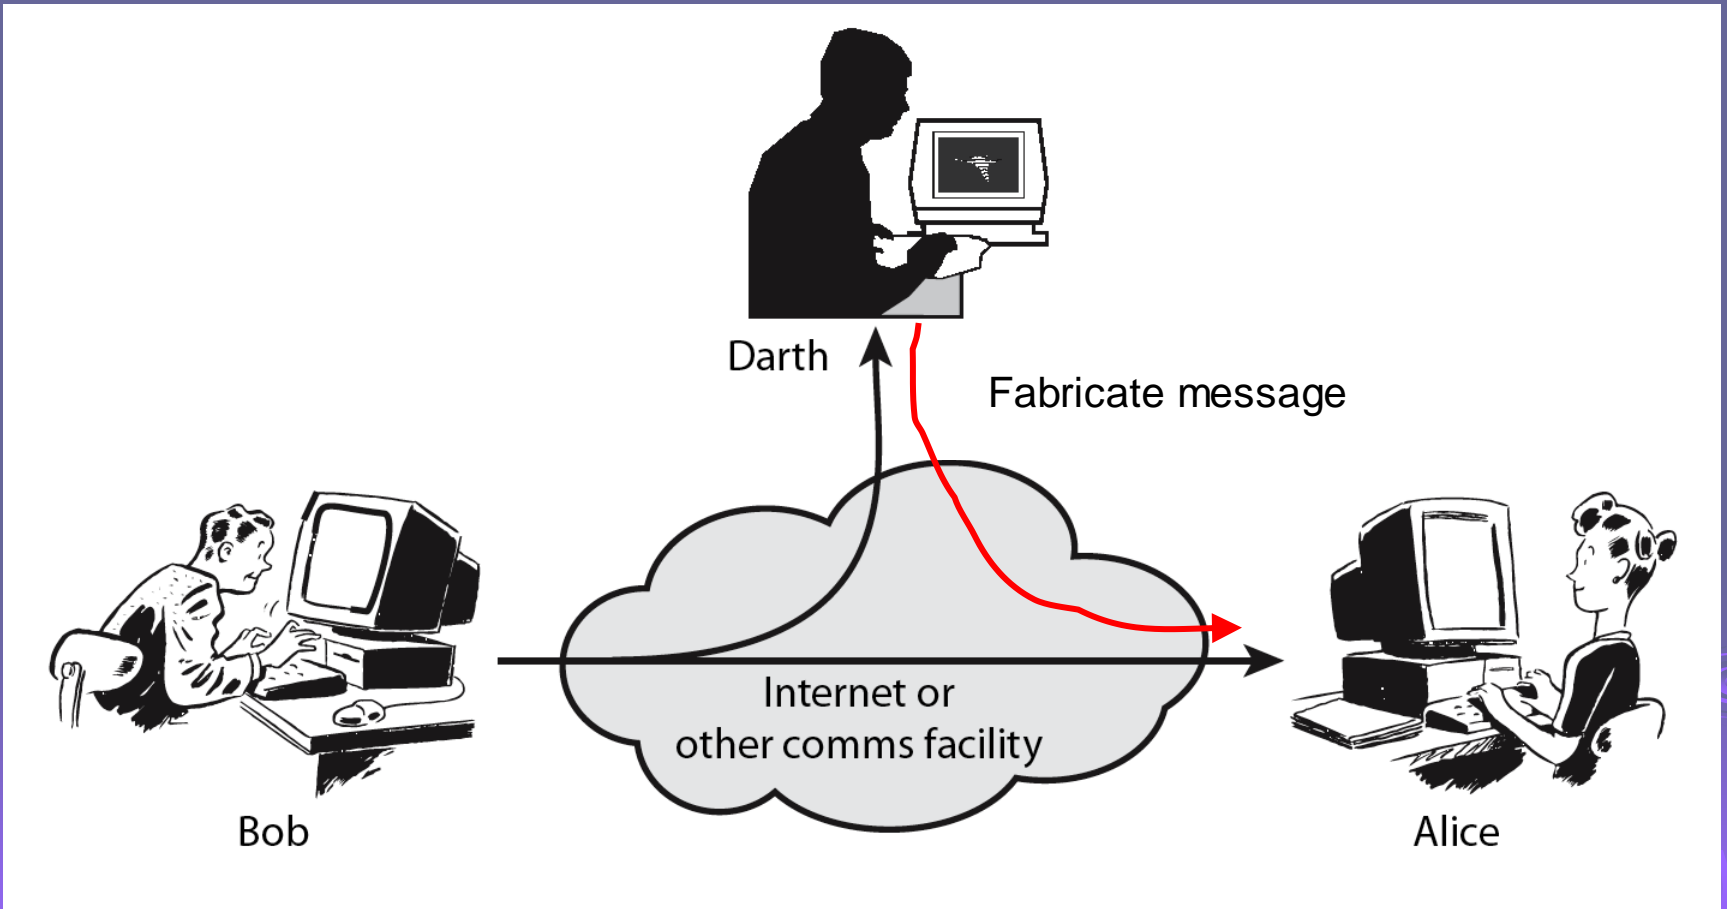 Darth
Fabricate message
Internet or
other comms facility
Bob
Alice